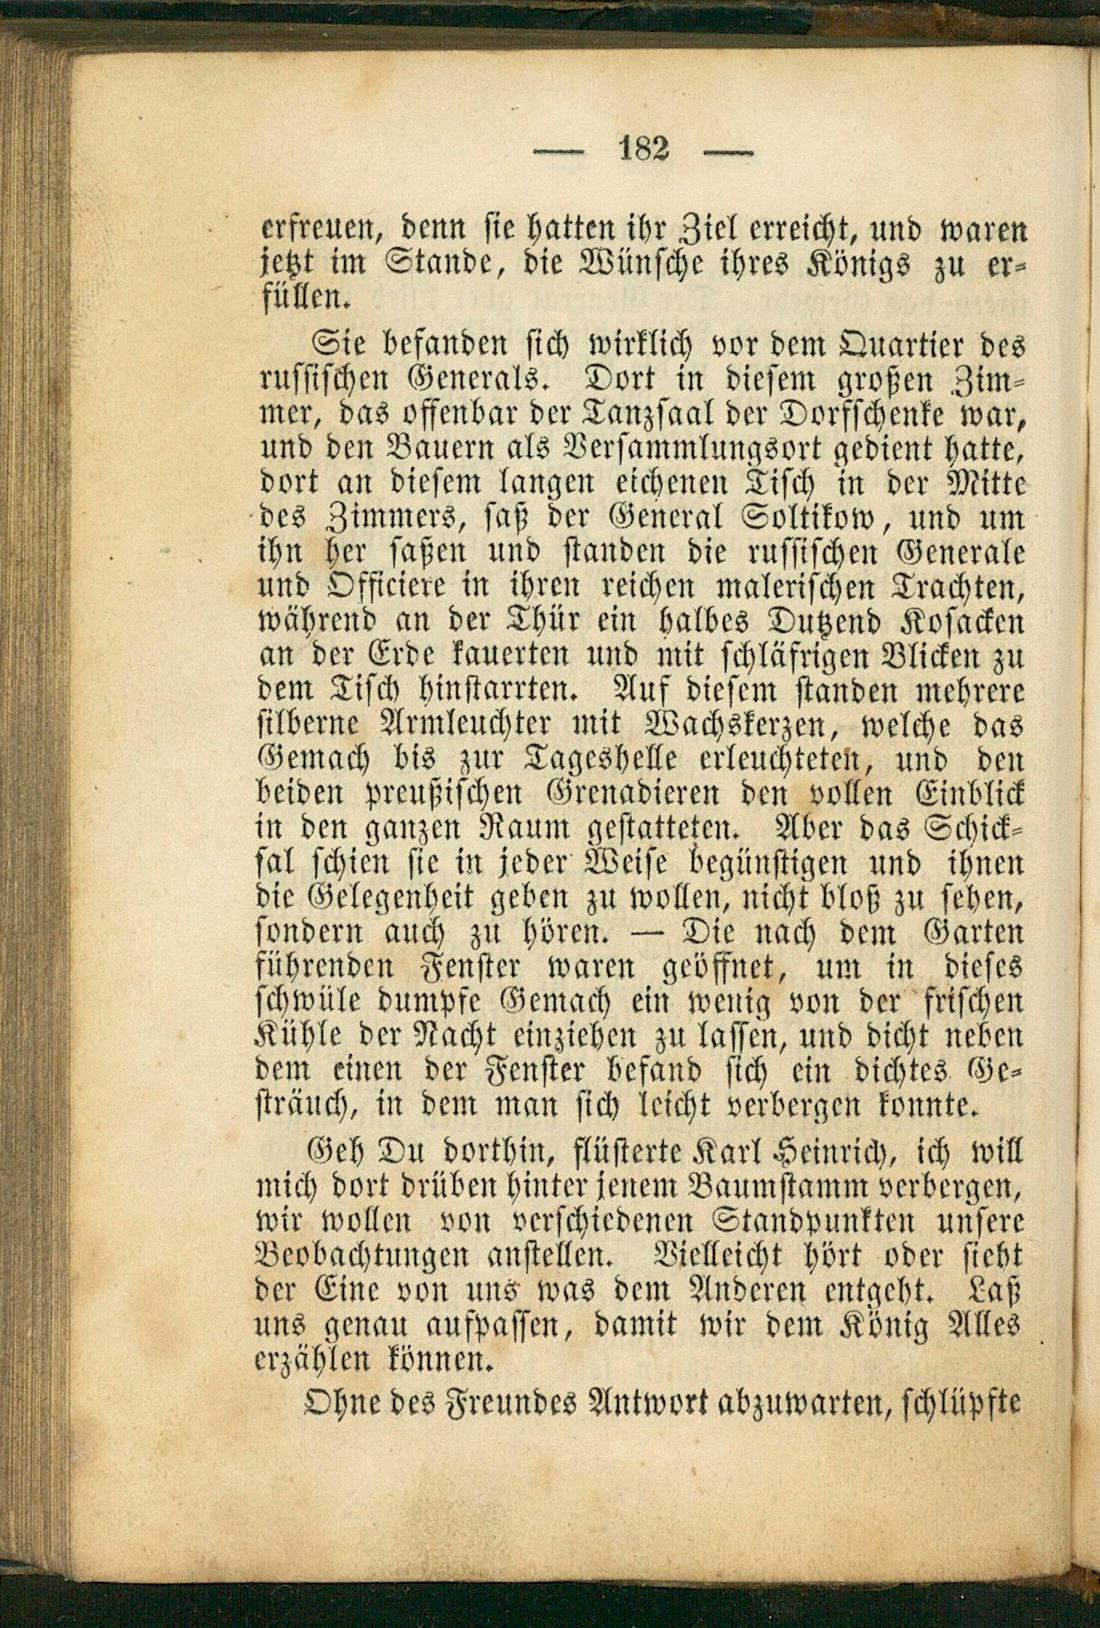 — 182 —
erfreuen, denn sie hatten ihr Ziel erreicht, und waren
jetzt im Stande, die Wünsche ihres Königs zu er-
füllen.
Sie befanden sich wirklich vor dem Quartier des
russischen Generals. Dort in diesem großen Zim-
mer, das offenbar der Tanzsaal der Dorfschenke war,
und den Bauern als Versammlungsort gedient hatte,
dort an diesem langen eichenen Tisch in der Mitte
des Zimmers, saß der General Soltikow, und um
ihn her saßen und standen die russischen Generale
und Officiere in ihren reichen malerischen Trachten,
während an der Thür ein halbes Dutzend Kosacken
an der Erde kauerten und mit schläfrigen Blicken zu
dem Tisch hinstarrten. Auf diesem standen mehrere
silberne Armleuchter mit Wachskerzen, welche das
Gemach bis zur Tageshelle erleuchteten, und den
beiden preußischen Grenadieren den vollen Einblick
in den ganzen Raum gestatteten. Aber das Schick-
sal schien sie in jeder Weise begünstigen und ihnen
die Gelegenheit geben zu wollen, nicht bloß zu sehen,
sondern auch zu hören. — Die nach dem Garten
führenden Fenster waren geöffnet, um in dieses
schwüle dumpfe Gemach ein wenig von der frischen
Kühle der Nacht einziehen zu lassen, und dicht neben
dem einen der Fenster befand sich ein dichtes Ge-
sträuch, in dem man sich leicht verbergen konnte.
Geh Du dorthin, flüsterte Karl Heinrich, ich will
mich dort drüben hinter jenem Baumstamm verbergen,
wir wollen von verschiedenen Standpunkten unsere
Beobachtungen anstellen. Vielleicht hört oder sieht
der Eine von uns was dem Anderen entgeht. Laß
uns genau aufpassen, damit wir dem König Alles
erzählen können.
Ohne des Freundes Antwort abzuwarten, schlüpfte